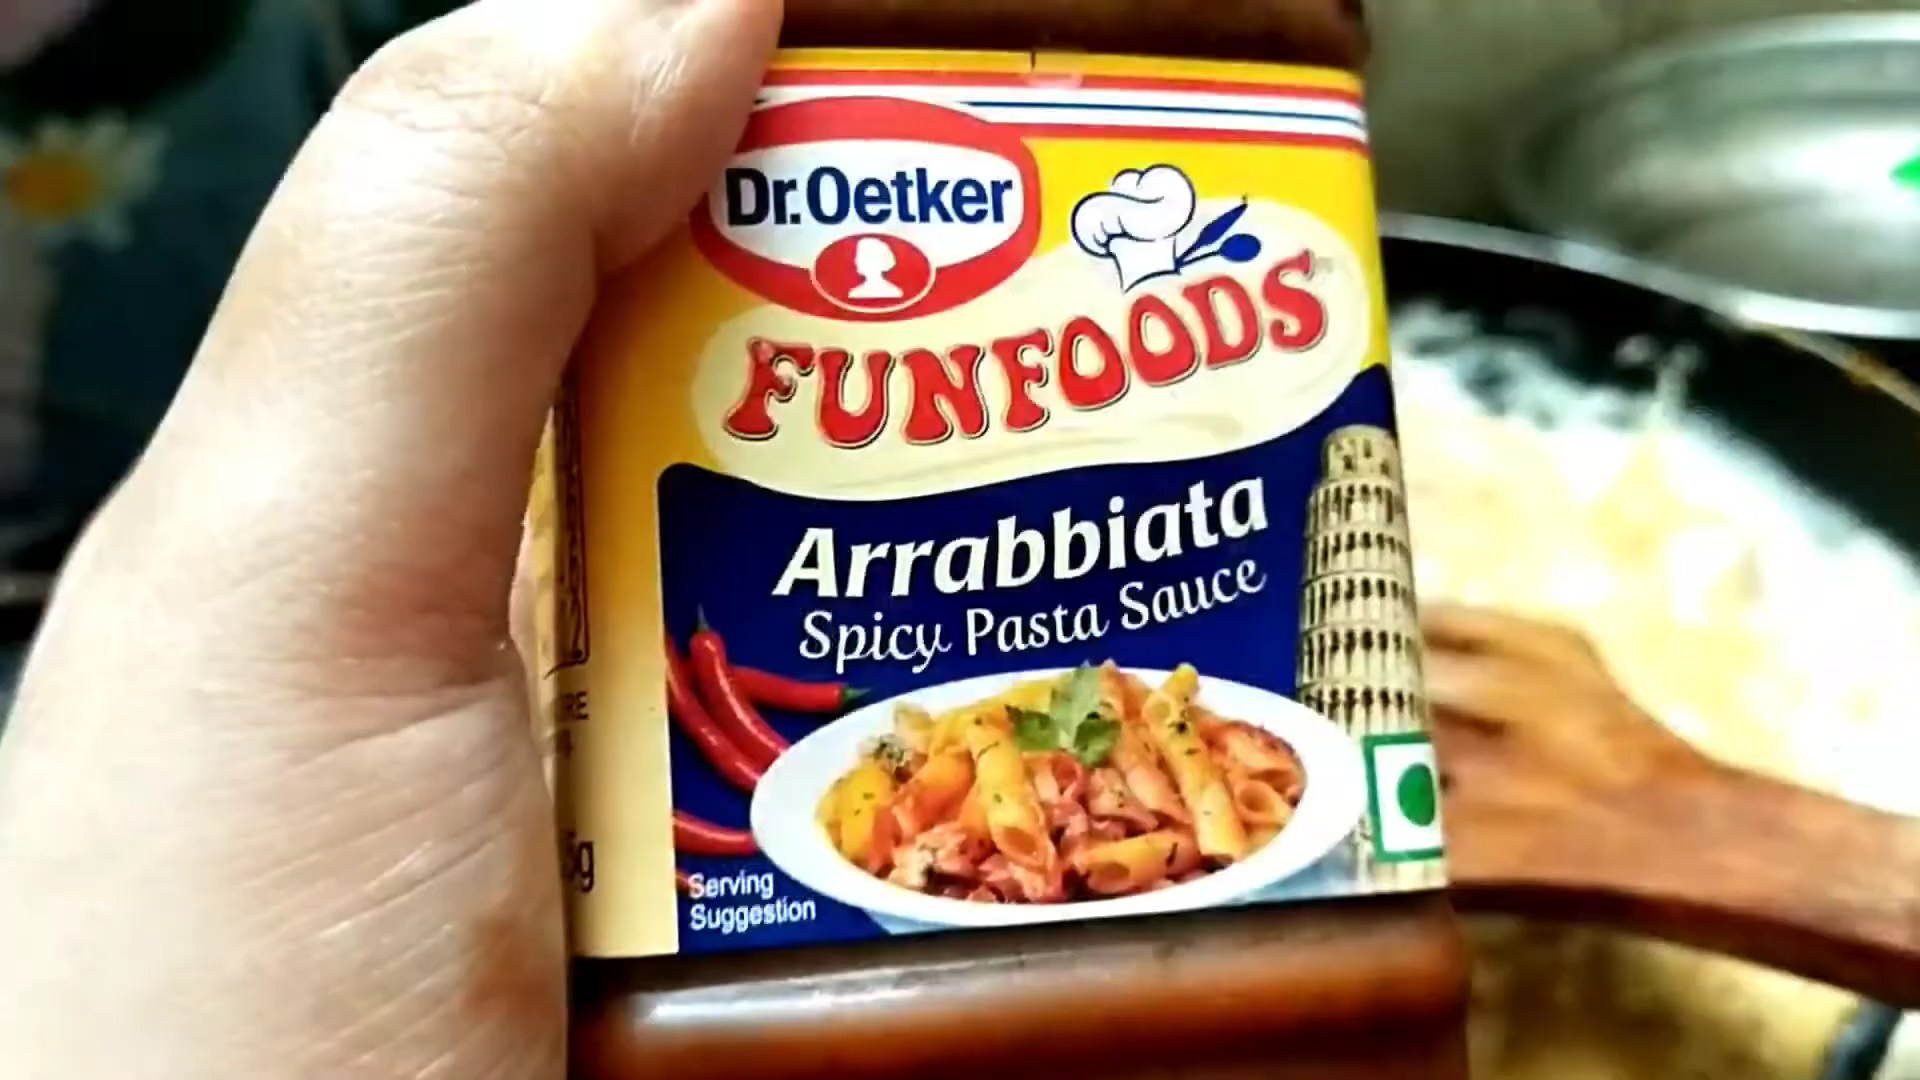 Dr.Oetker
FUNFOODS
Arrabbiata
Spicy Pasta Sauce
Serving
Suggestion